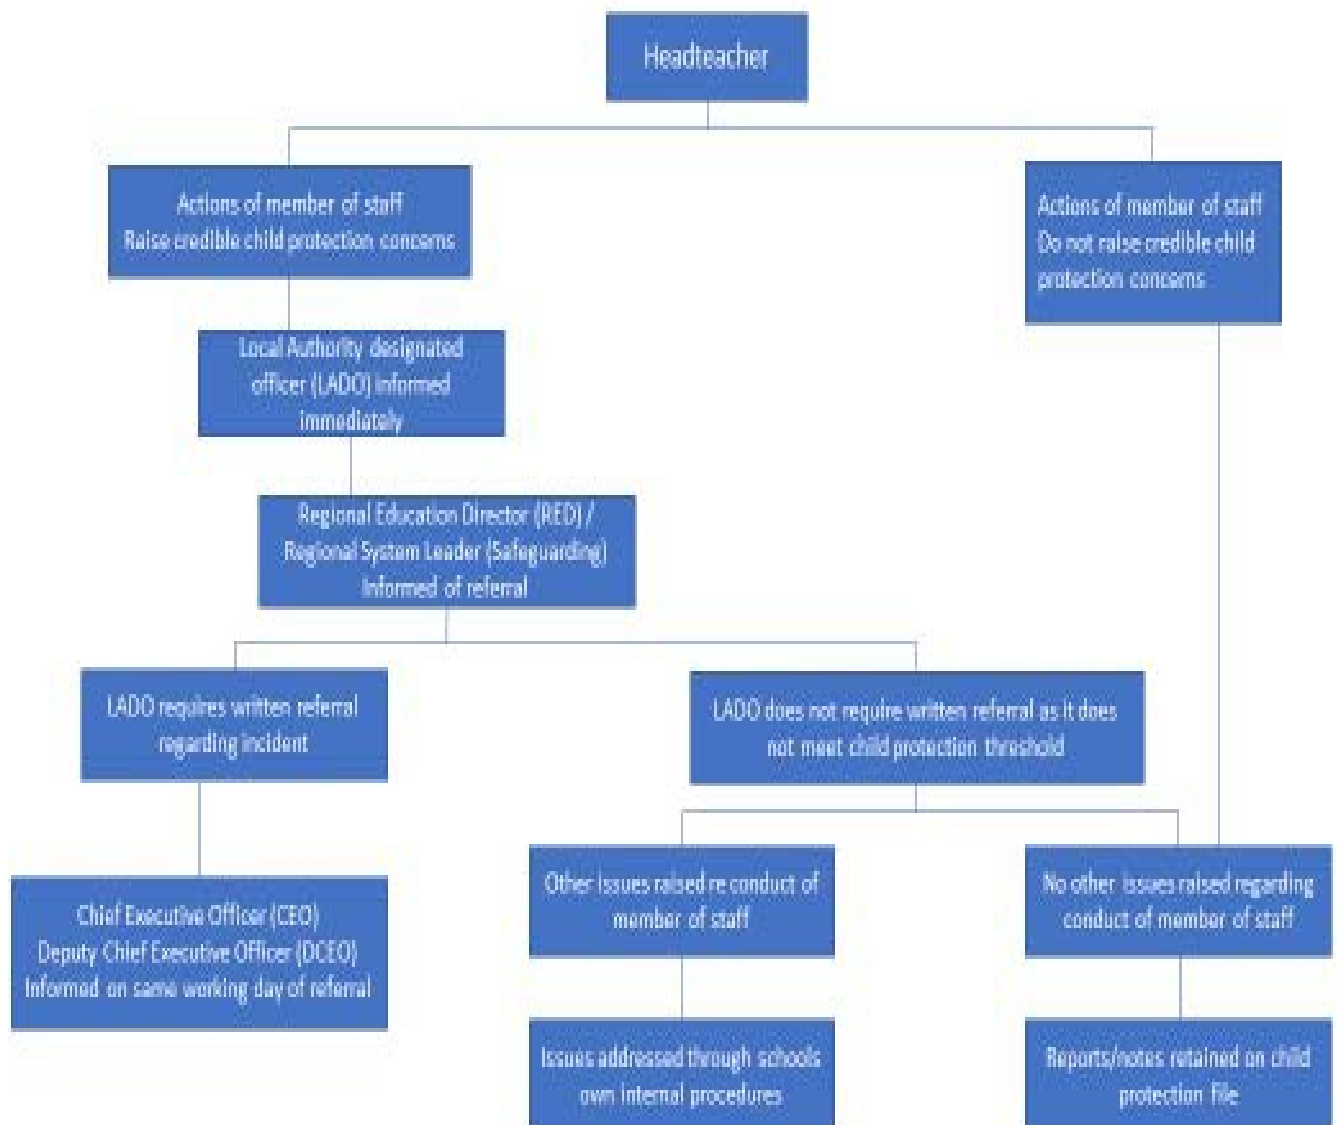 Headteacher
Actions of member of staff
Raise credible child protection concerns
Actions of member of staff
Do not raise credible child
protection concerns
Local Authority designated
officer (LADO) informed
immediately
Regional Education Director (RED) /
Regional System Leader (Safeguarding)
Informed of referral
LADO requires written referral
regarding incident
LADO does not require written referral as it does
not meet child protection threshold
Chief Executive Officer (CEO)
Deputy Chief Executive Officer (DCEO)
Informed on same working day of referral
Other issues raised re conduct of
member of staff
No other issues raised regarding
conduct of member of staff
Issues addressed through schools
own internal procedures
Reports/notes retained on child
protection file